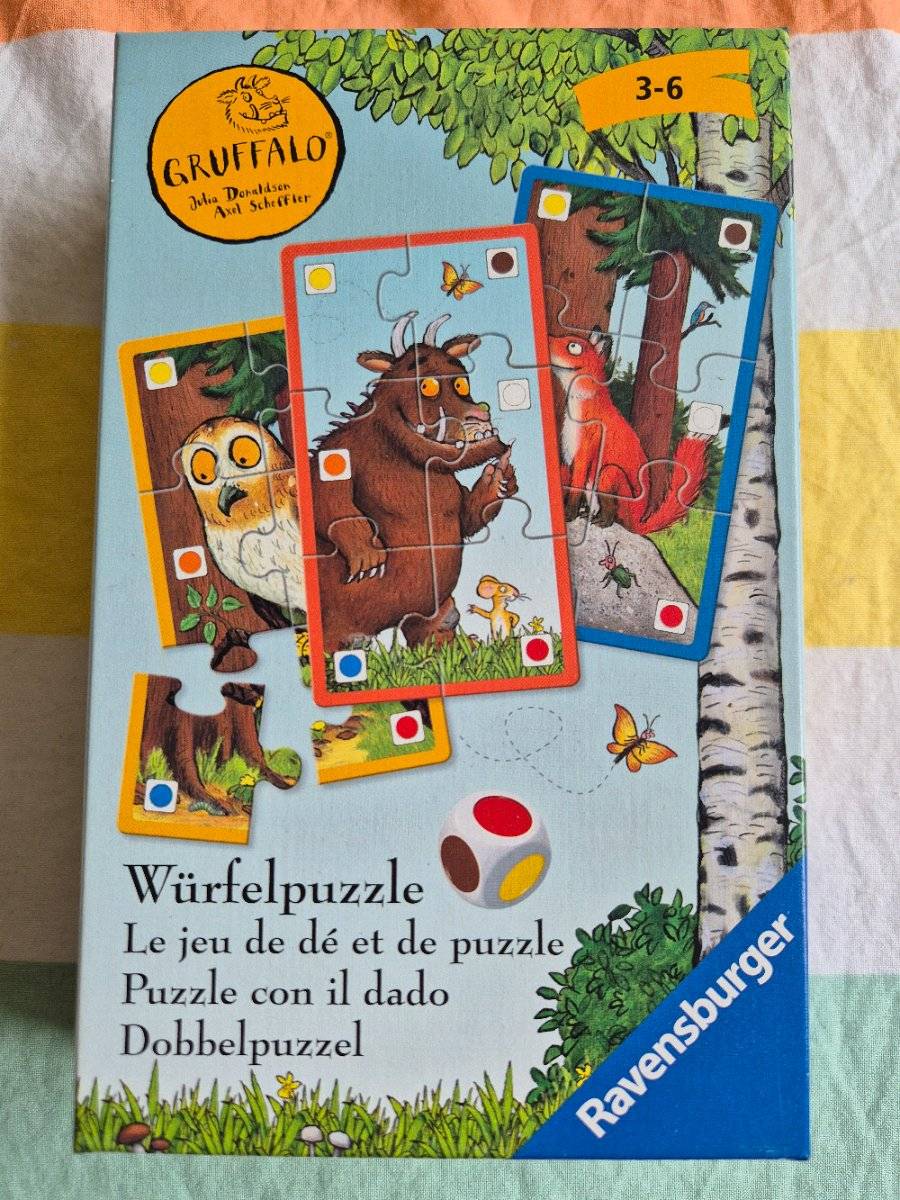 GRUFFALO®
Julia Donaldson
Axel Scheffler
3-6
Würfelpuzzle
Le jeu de dé et de puzzle
Puzzle con il dado
Dobbelpuzzel
Ravensburger